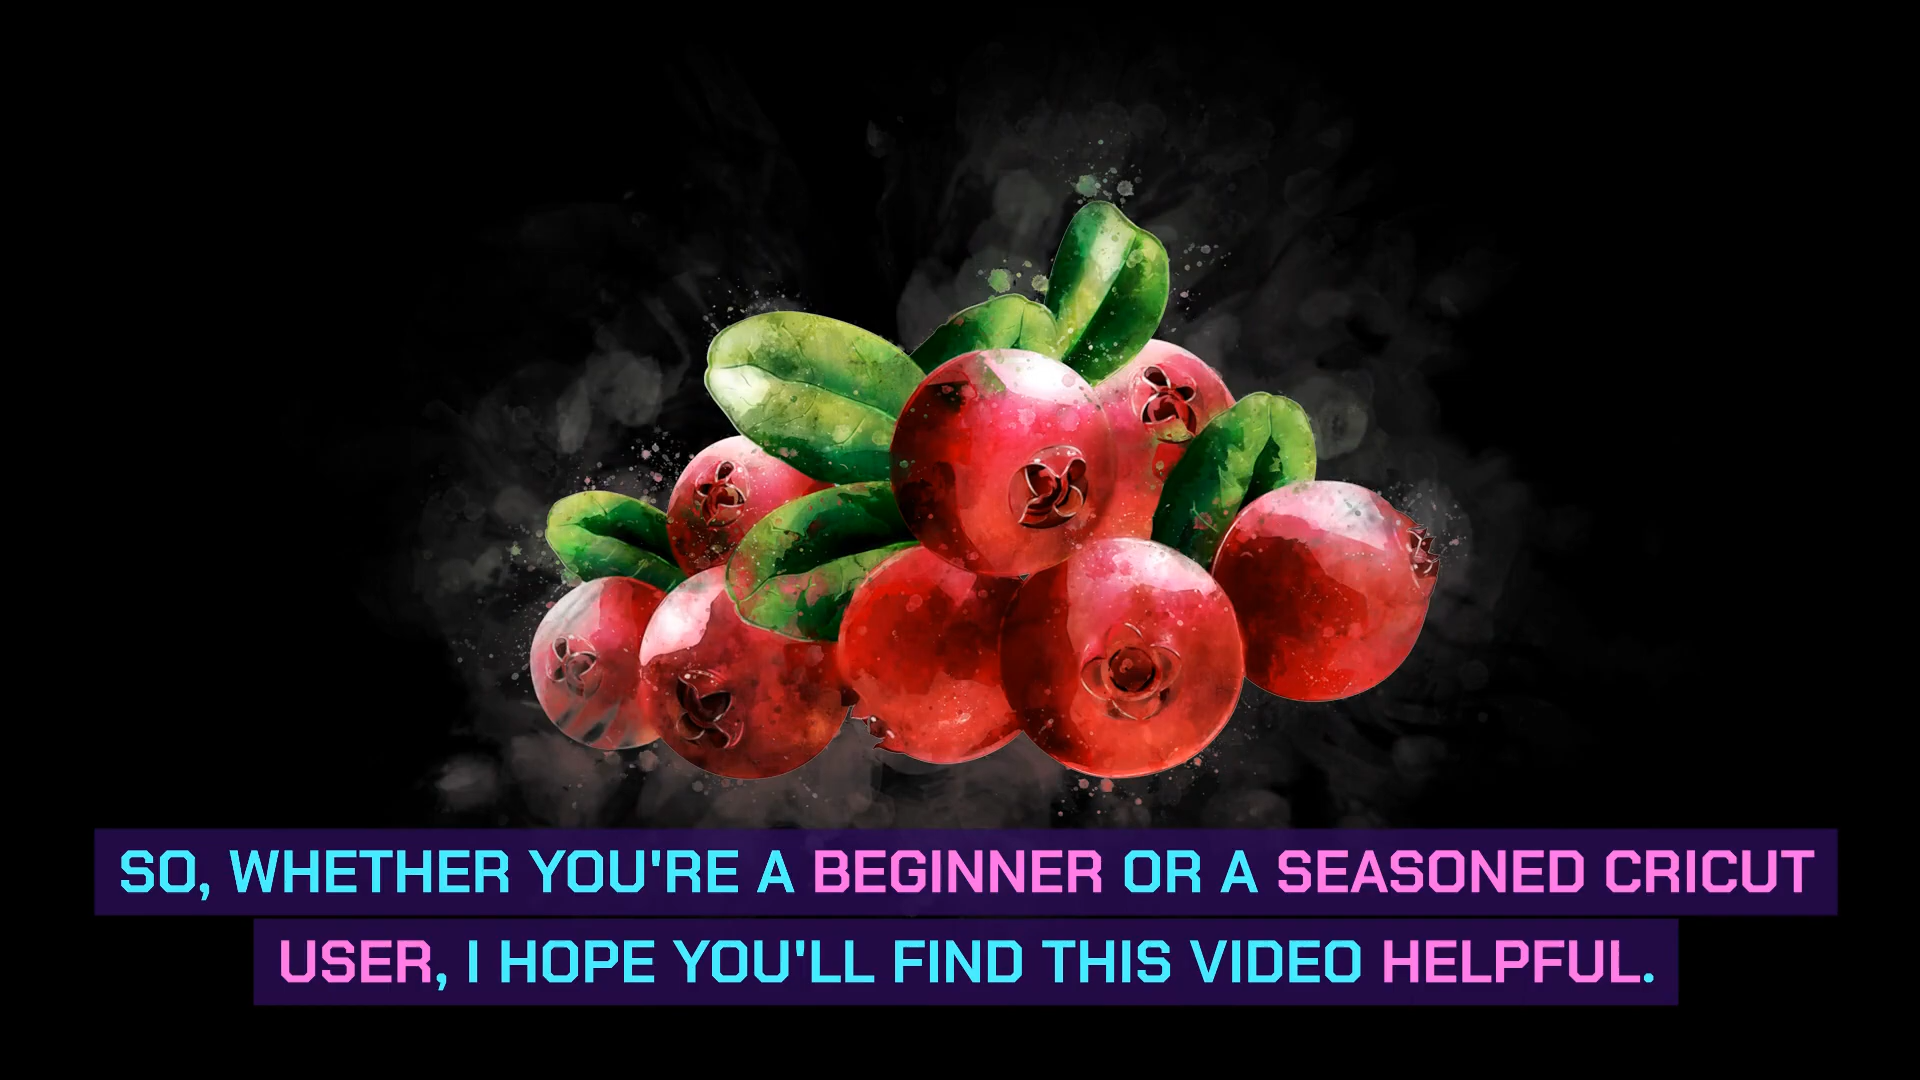 SO, WHETHER YOU'RE A BEGINNER OR A SEASONED CRICUT
USER, I HOPE YOU'LL FIND THIS VIDEO HELPFUL.